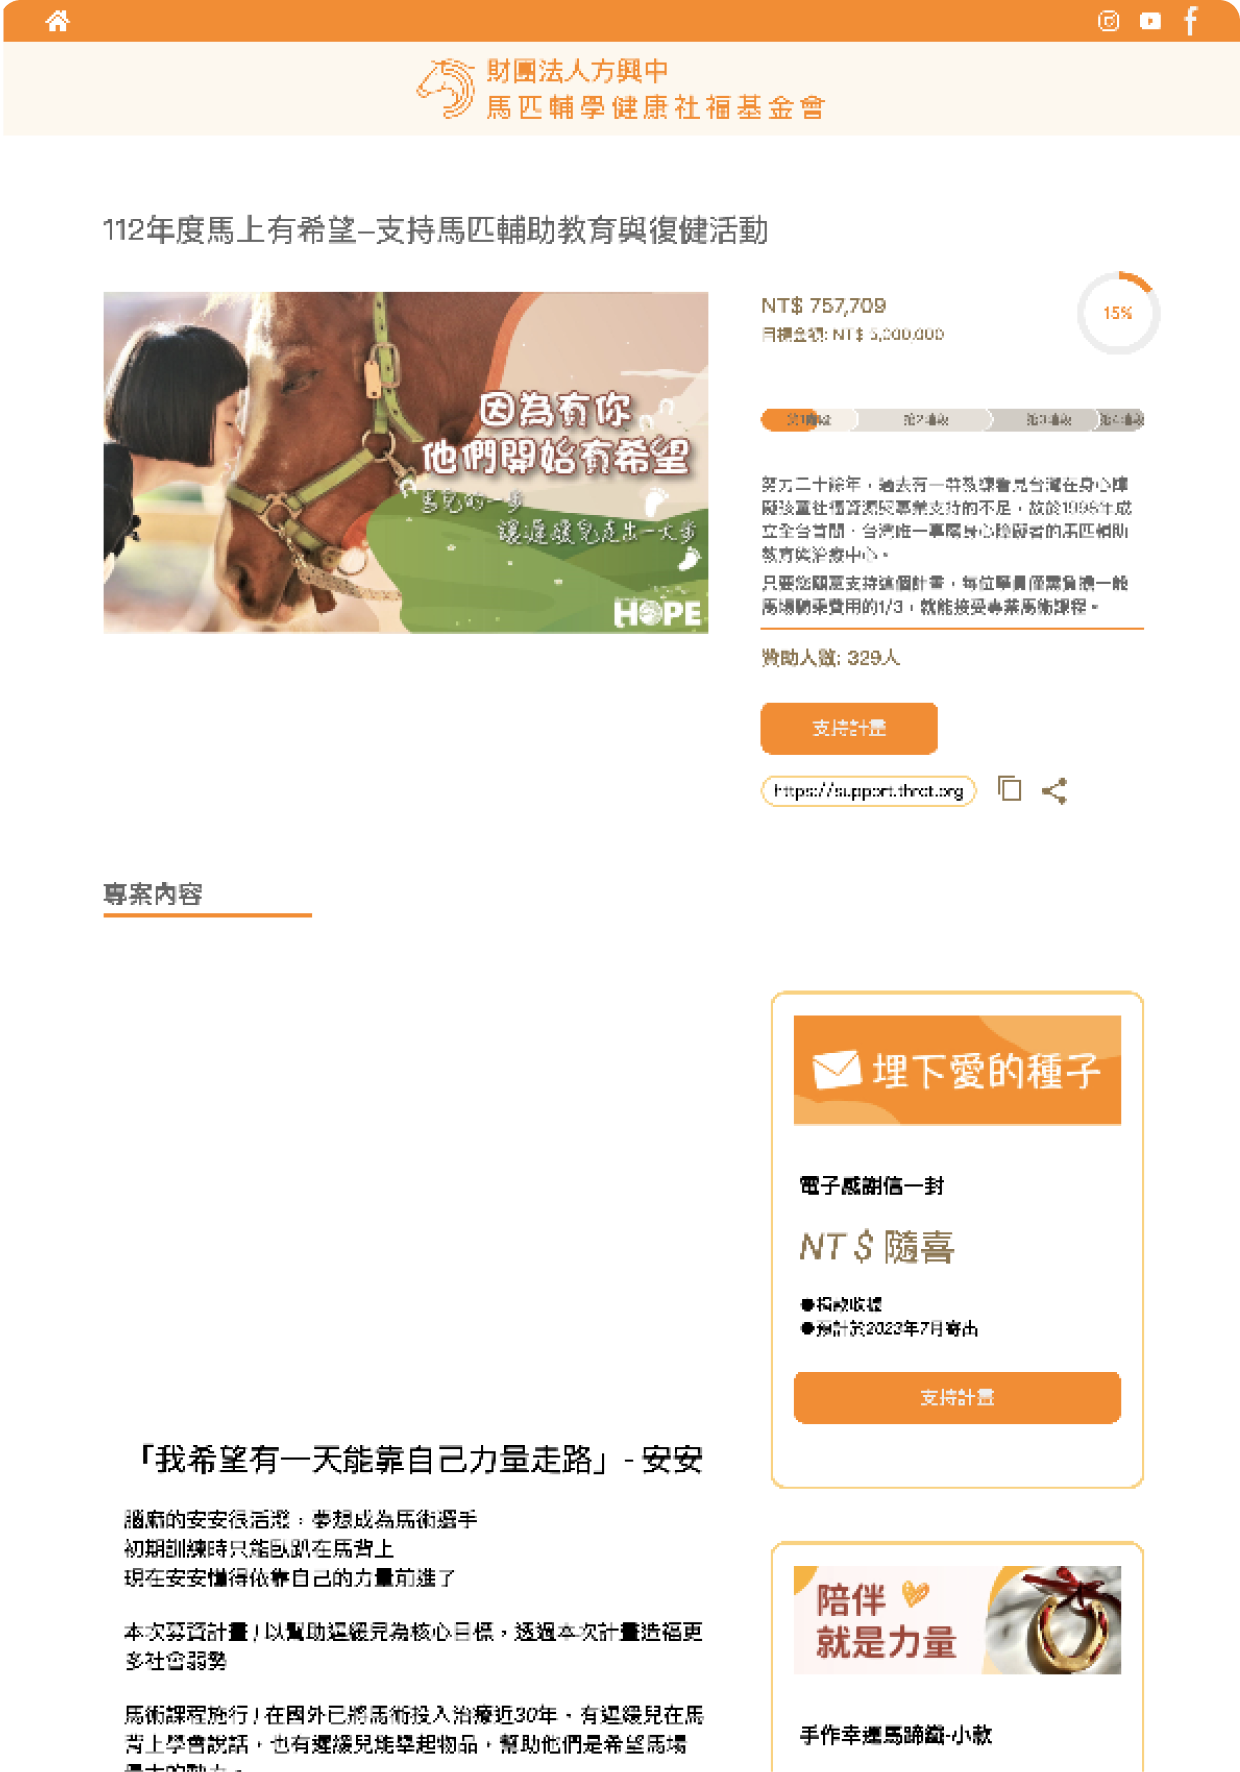 財團法人方興中
馬匹輔學健康社福基金會
112年度馬上有希望–支持馬匹輔助教育與復健活動
因為有你
他們開始有希望
馬兒的一步
讓遲緩兒走出一大步
HOPE
NT$ 757,709
目標金額: NT$ 5,000,000
15%
第1階段
第2階段
第3階段
第4階段
努力二十餘年，過去有一群教練看見台灣在身心障
礙孩童社福資源與專業支持的不足，故於1998年成
立全台首間、台灣唯一專屬身心障礙者的馬匹輔助
教育與治療中心。
只要您願意支持這個計畫，每位學員僅需負擔一般
馬場騎乘費用的1/3，就能接受專業馬術課程。
贊助人數: 329人
支持計畫
https://support.thrct.org
專案內容
埋下愛的種子
電子感謝信一封
NT $ 隨喜
●捐款收據
●預計於2023年7月寄出
支持計畫
「我希望有一天能靠自己力量走路」- 安安
腦麻的安安很活潑，夢想成為馬術選手
初期訓練時只能臥趴在馬背上
現在安安懂得依靠自己的力量前進了
本次募資計畫 / 以幫助遲緩兒為核心目標，透過本次計畫造福更
多社會弱勢
馬術課程施行 / 在國外已將馬術投入治療近30年，有遲緩兒在馬
背上學會說話，也有遲緩兒能舉起物品，幫助他們是希望馬場
陪伴
就是力量
手作幸運馬蹄鐵-小款